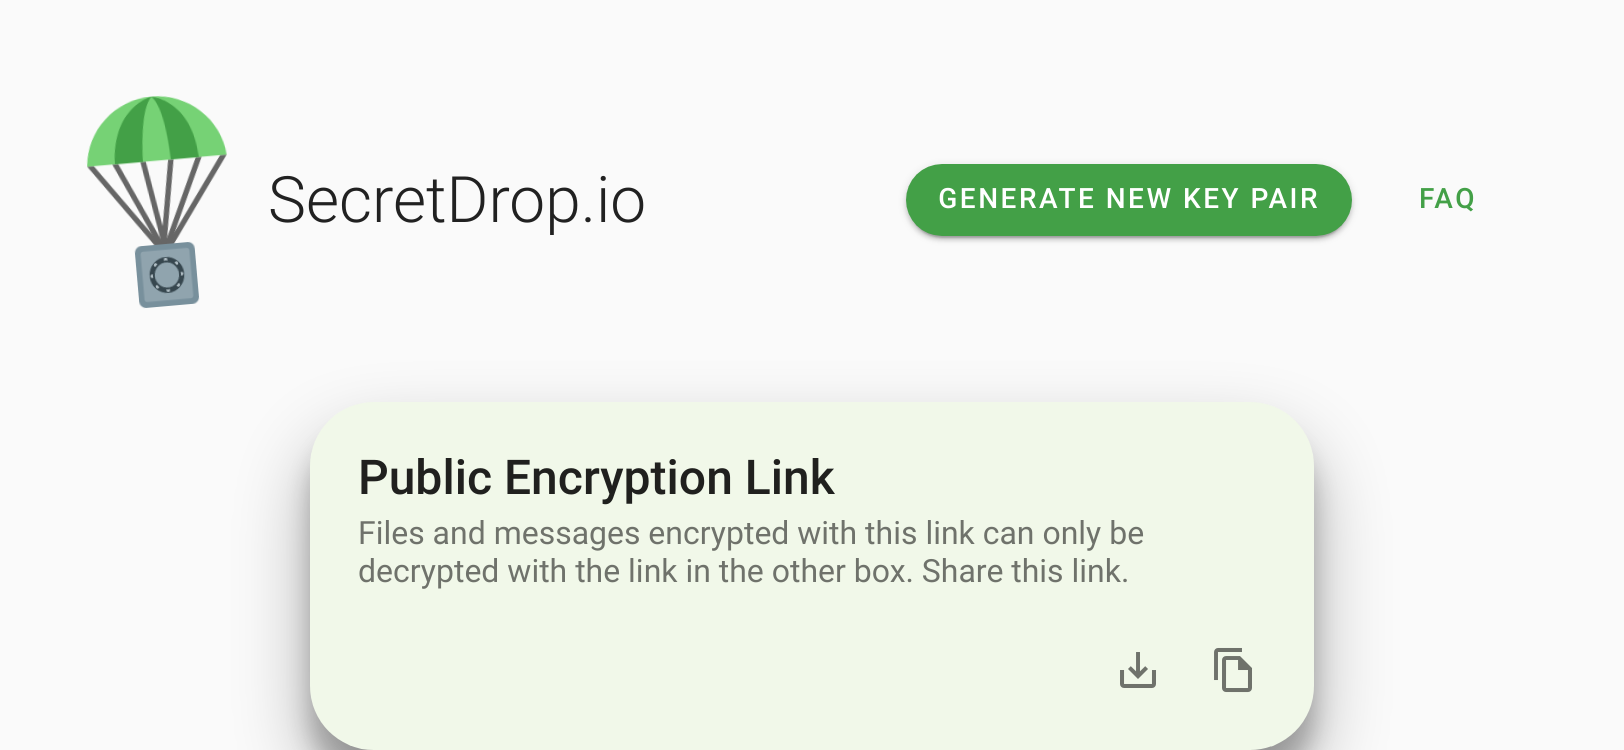 SecretDrop.io
GENERATE NEW KEY PAIR
FAQ
Public Encryption Link
Files and messages encrypted with this link can only be
decrypted with the link in the other box. Share this link.